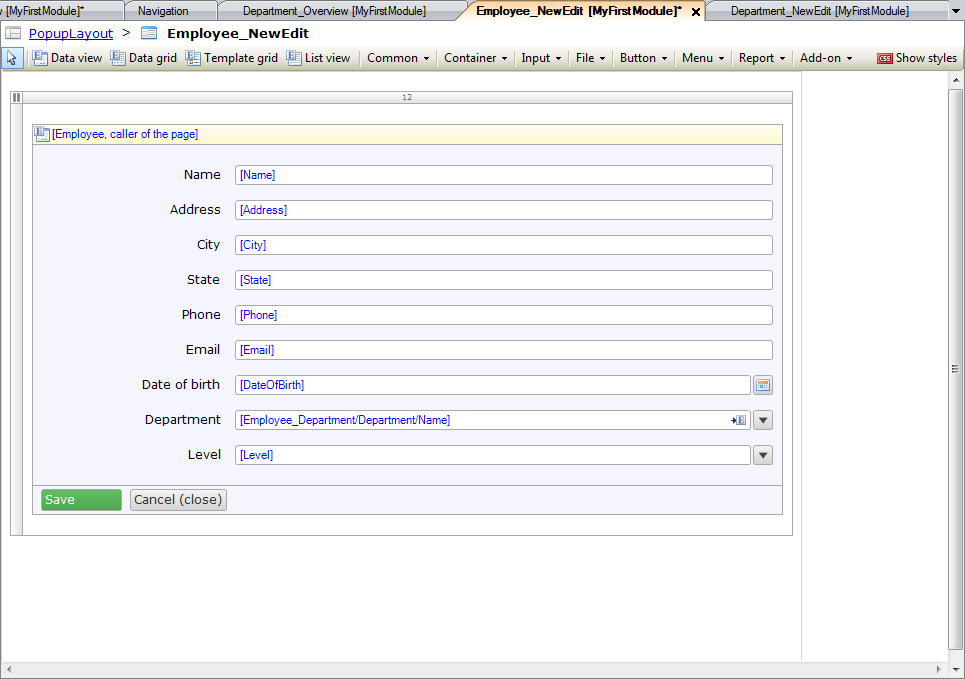 [MyFirstModule]* Navigation Department_Overview [MyFirstModule] Employee_NewEdit [MyFirstModule]* Department_NewEdit [MyFirstModule]
PopupLayout > Employee_NewEdit
Data view Data grid Template grid List view Common Container Input File Button Menu Report Add-on CSS Show styles
12
[Employee, caller of the page]
Name [Name]
Address [Address]
City [City]
State [State]
Phone [Phone]
Email [Email]
Date of birth [DateOfBirth]
Department [Employee_Department/Department/Name]
Level [Level]
Save Cancel (close)